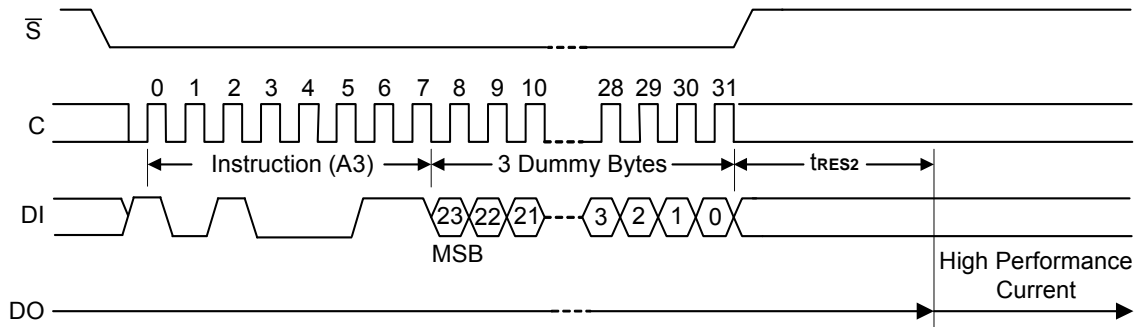 S̅
0 1 2 3 4 5 6 7 8 9 10 28 29 30 31
C
Instruction (A3) 3 Dummy Bytes tRES2
DI 23 22 21 3 2 1 0
MSB
High Performance
Current
DO